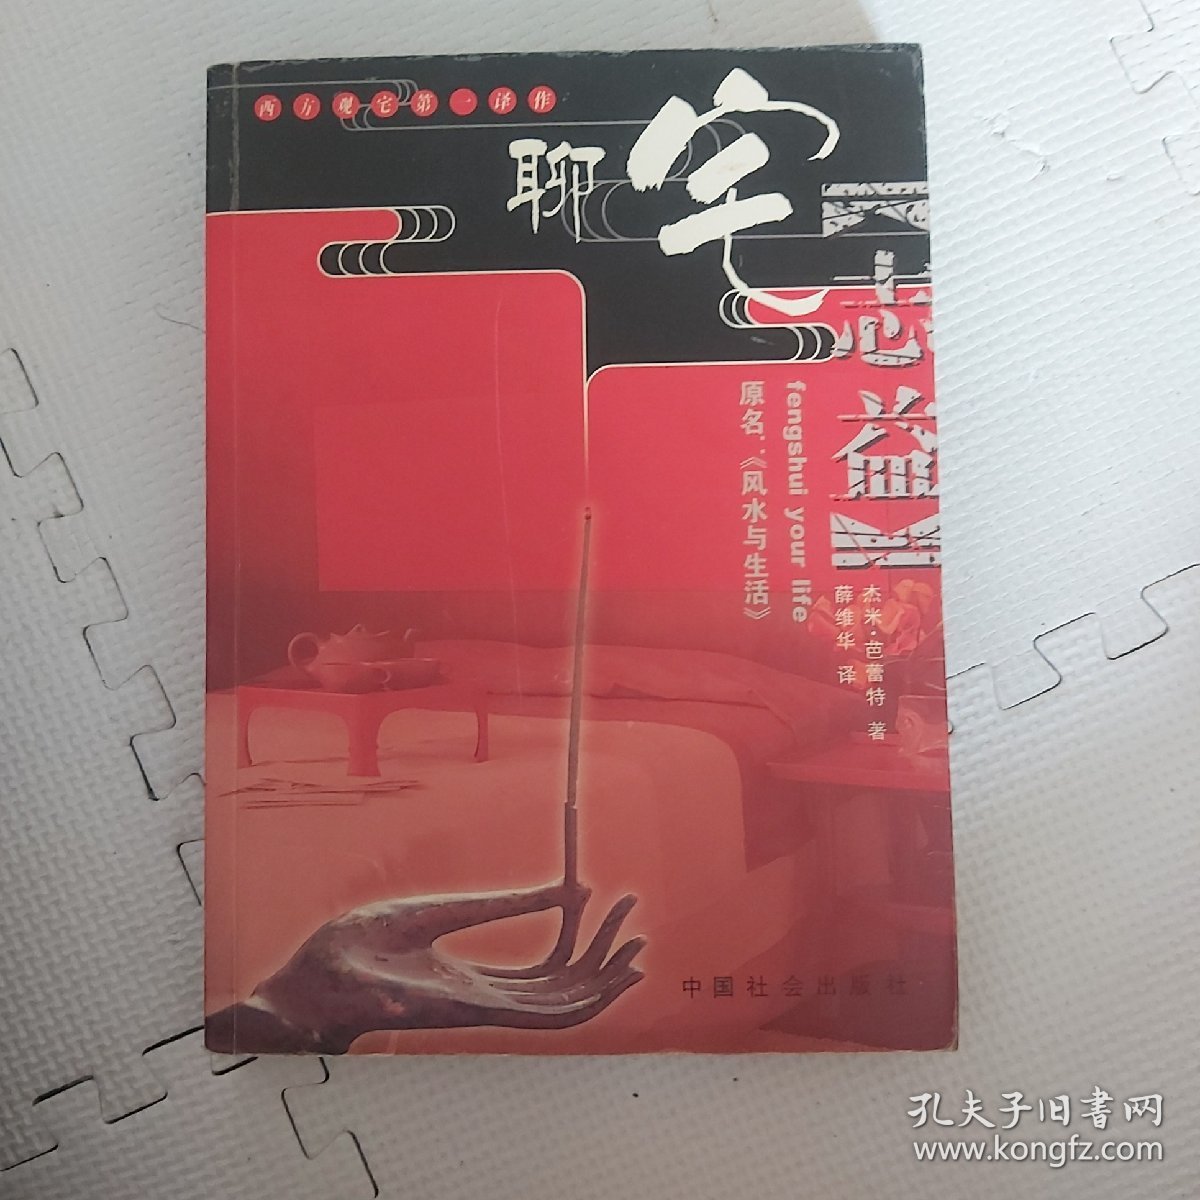 西方观宅第一译作
聊宅志益
fengshui your life
原名:《风水与生活》
杰米·芭蕾特 著
薛维华 译
中国社会出版社
孔夫子旧书网
www.kongfz.com